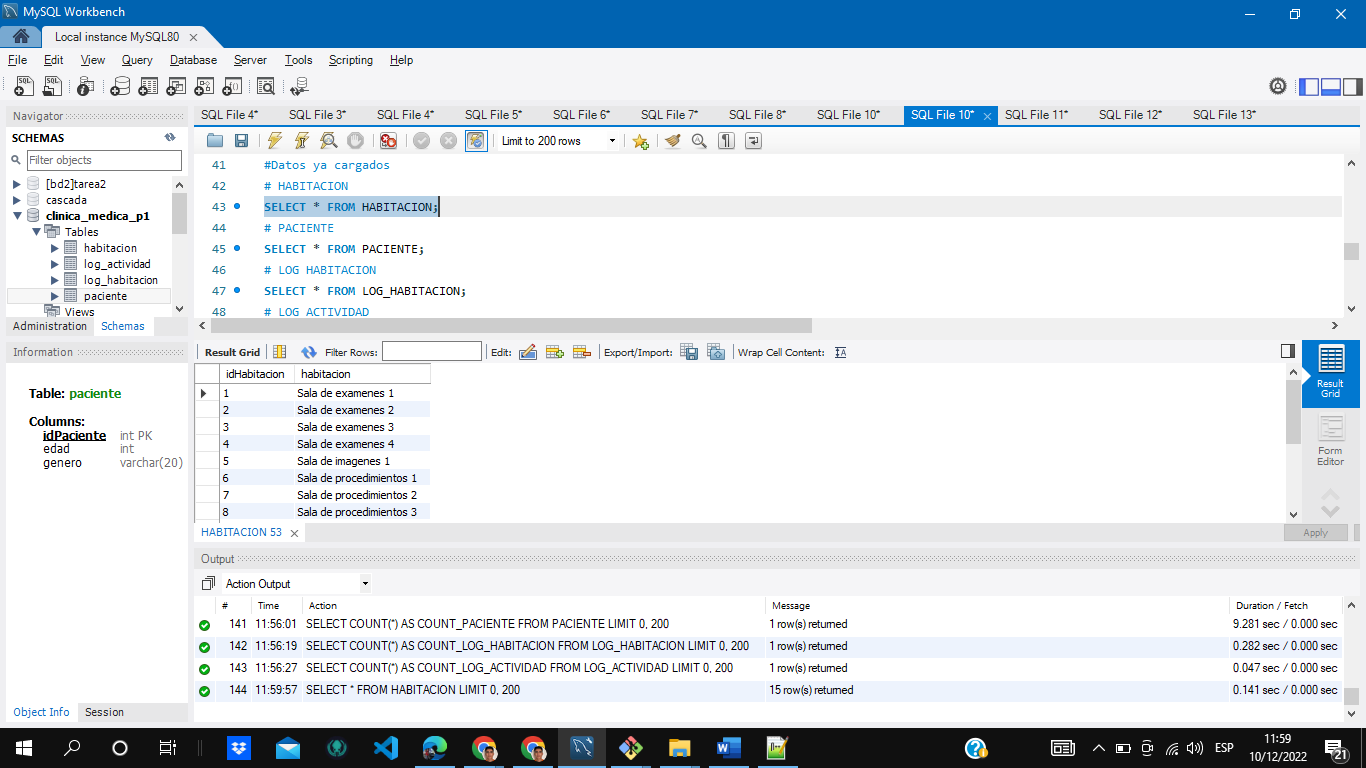 MySQL Workbench
Local instance MySQL80
File Edit View Query Database Server Tools Scripting Help
Navigator
SCHEMAS
Filter objects
[bd2]tarea2
cascada
clinica_medica_p1
Tables
habitacion
log_actividad
log_habitacion
paciente
Views
Administration Schemas
Information
Table: paciente
Columns:
idPaciente int PK
edad int
genero varchar(20)
Object Info Session
SQL File 4* SQL File 3* SQL File 4* SQL File 5* SQL File 6* SQL File 7* SQL File 8* SQL File 10* SQL File 10* SQL File 11* SQL File 12* SQL File 13*
Limit to 200 rows
41 #Datos ya cargados
42 # HABITACION
43 SELECT * FROM HABITACION;
44 # PACIENTE
45 SELECT * FROM PACIENTE;
46 # LOG HABITACION
47 SELECT * FROM LOG_HABITACION;
48 # LOG ACTIVIDAD
Result Grid Filter Rows: Edit: Export/Import: Wrap Cell Content:
idHabitacion habitacion
1 Sala de examenes 1
2 Sala de examenes 2
3 Sala de examenes 3
4 Sala de examenes 4
5 Sala de imagenes 1
6 Sala de procedimientos 1
7 Sala de procedimientos 2
8 Sala de procedimientos 3
Result
Grid
Form
Editor
HABITACION 53
Apply
Output
Action Output
# Time Action Message Duration / Fetch
141 11:56:01 SELECT COUNT(*) AS COUNT_PACIENTE FROM PACIENTE LIMIT 0, 200 1 row(s) returned 9.281 sec / 0.000 sec
142 11:56:19 SELECT COUNT(*) AS COUNT_LOG_HABITACION FROM LOG_HABITACION LIMIT 0, 200 1 row(s) returned 0.282 sec / 0.000 sec
143 11:56:27 SELECT COUNT(*) AS COUNT_LOG_ACTIVIDAD FROM LOG_ACTIVIDAD LIMIT 0, 200 1 row(s) returned 0.047 sec / 0.000 sec
144 11:59:57 SELECT * FROM HABITACION LIMIT 0, 200 15 row(s) returned 0.141 sec / 0.000 sec
ESP
11:59
10/12/2022
21